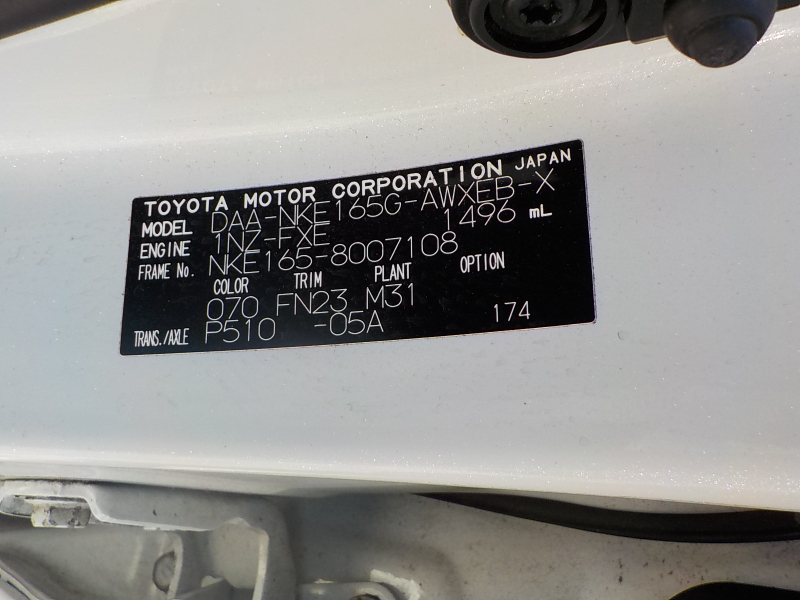 TOYOTA MOTOR CORPORATION JAPAN
MODEL DAA-NKE165G-AWXEB-X
ENGINE 1NZ-FXE 1496 mL
FRAME No. NKE165-8007108
COLOR TRIM PLANT OPTION
070 FN23 M31
TRANS./AXLE P510 -05A 174